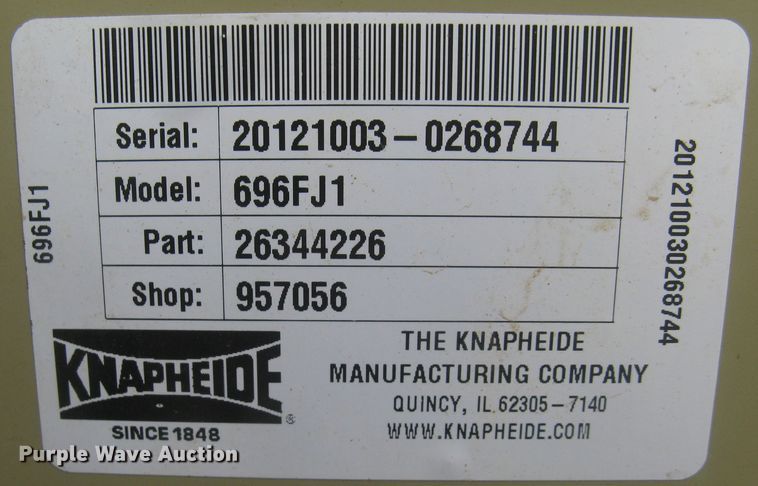 Serial: 20121003-0268744
Model: 696FJ1
Part: 26344226
Shop: 957056
696FJ1
201210030268744
KNAPHEIDE®
SINCE 1848
THE KNAPHEIDE
MANUFACTURING COMPANY
QUINCY, IL 62305-7140
WWW.KNAPHEIDE.COM
Purple Wave Auction